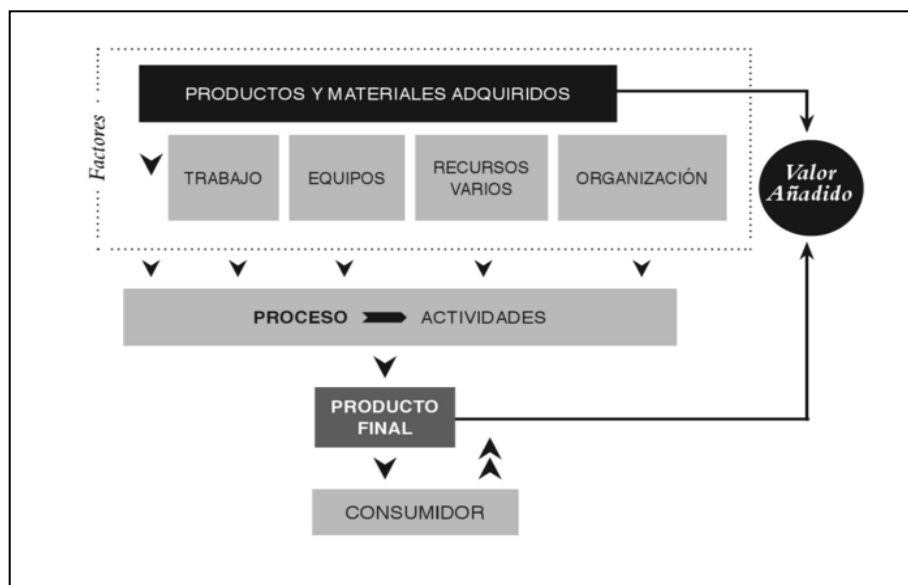 Factores
PRODUCTOS Y MATERIALES ADQUIRIDOS
TRABAJO
EQUIPOS
RECURSOS
VARIOS
ORGANIZACIÓN
Valor
Añadido
PROCESO ACTIVIDADES
PRODUCTO
FINAL
CONSUMIDOR